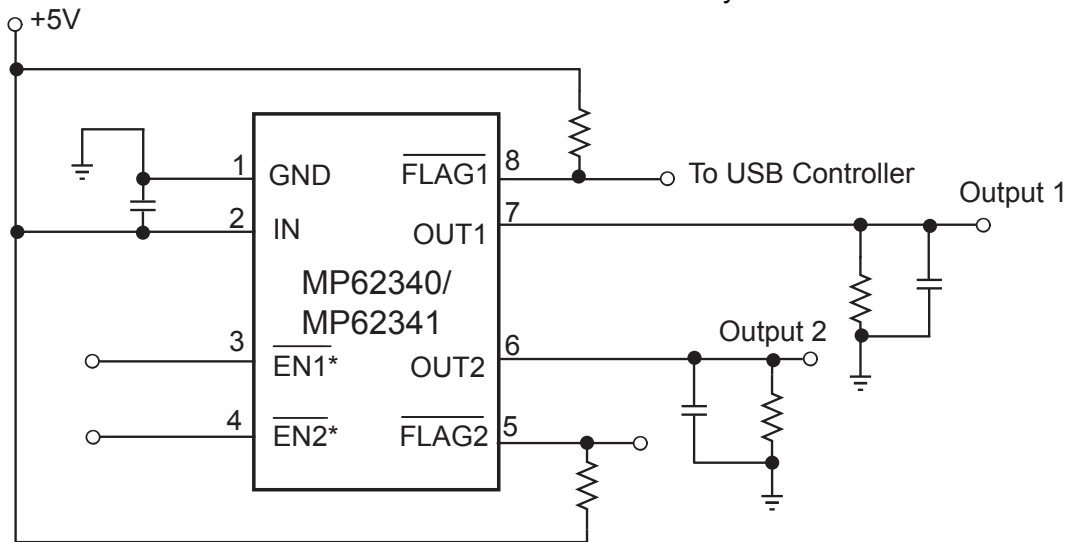 +5V
1
GND
FLAG1
8
To USB Controller
2
IN
OUT1
7
Output 1
MP62340/
MP62341
3
EN1*
OUT2
6
Output 2
4
EN2*
FLAG2
5